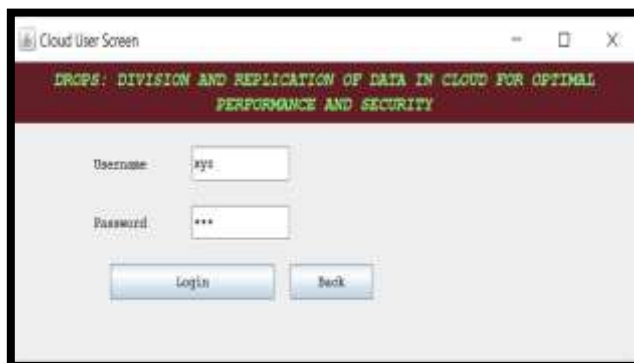 Cloud User Screen
DROPS: DIVISION AND REPLICATION OF DATA IN CLOUD FOR OPTIMAL
PERFORMANCE AND SECURITY
Username xyz
Password ***
Login Back